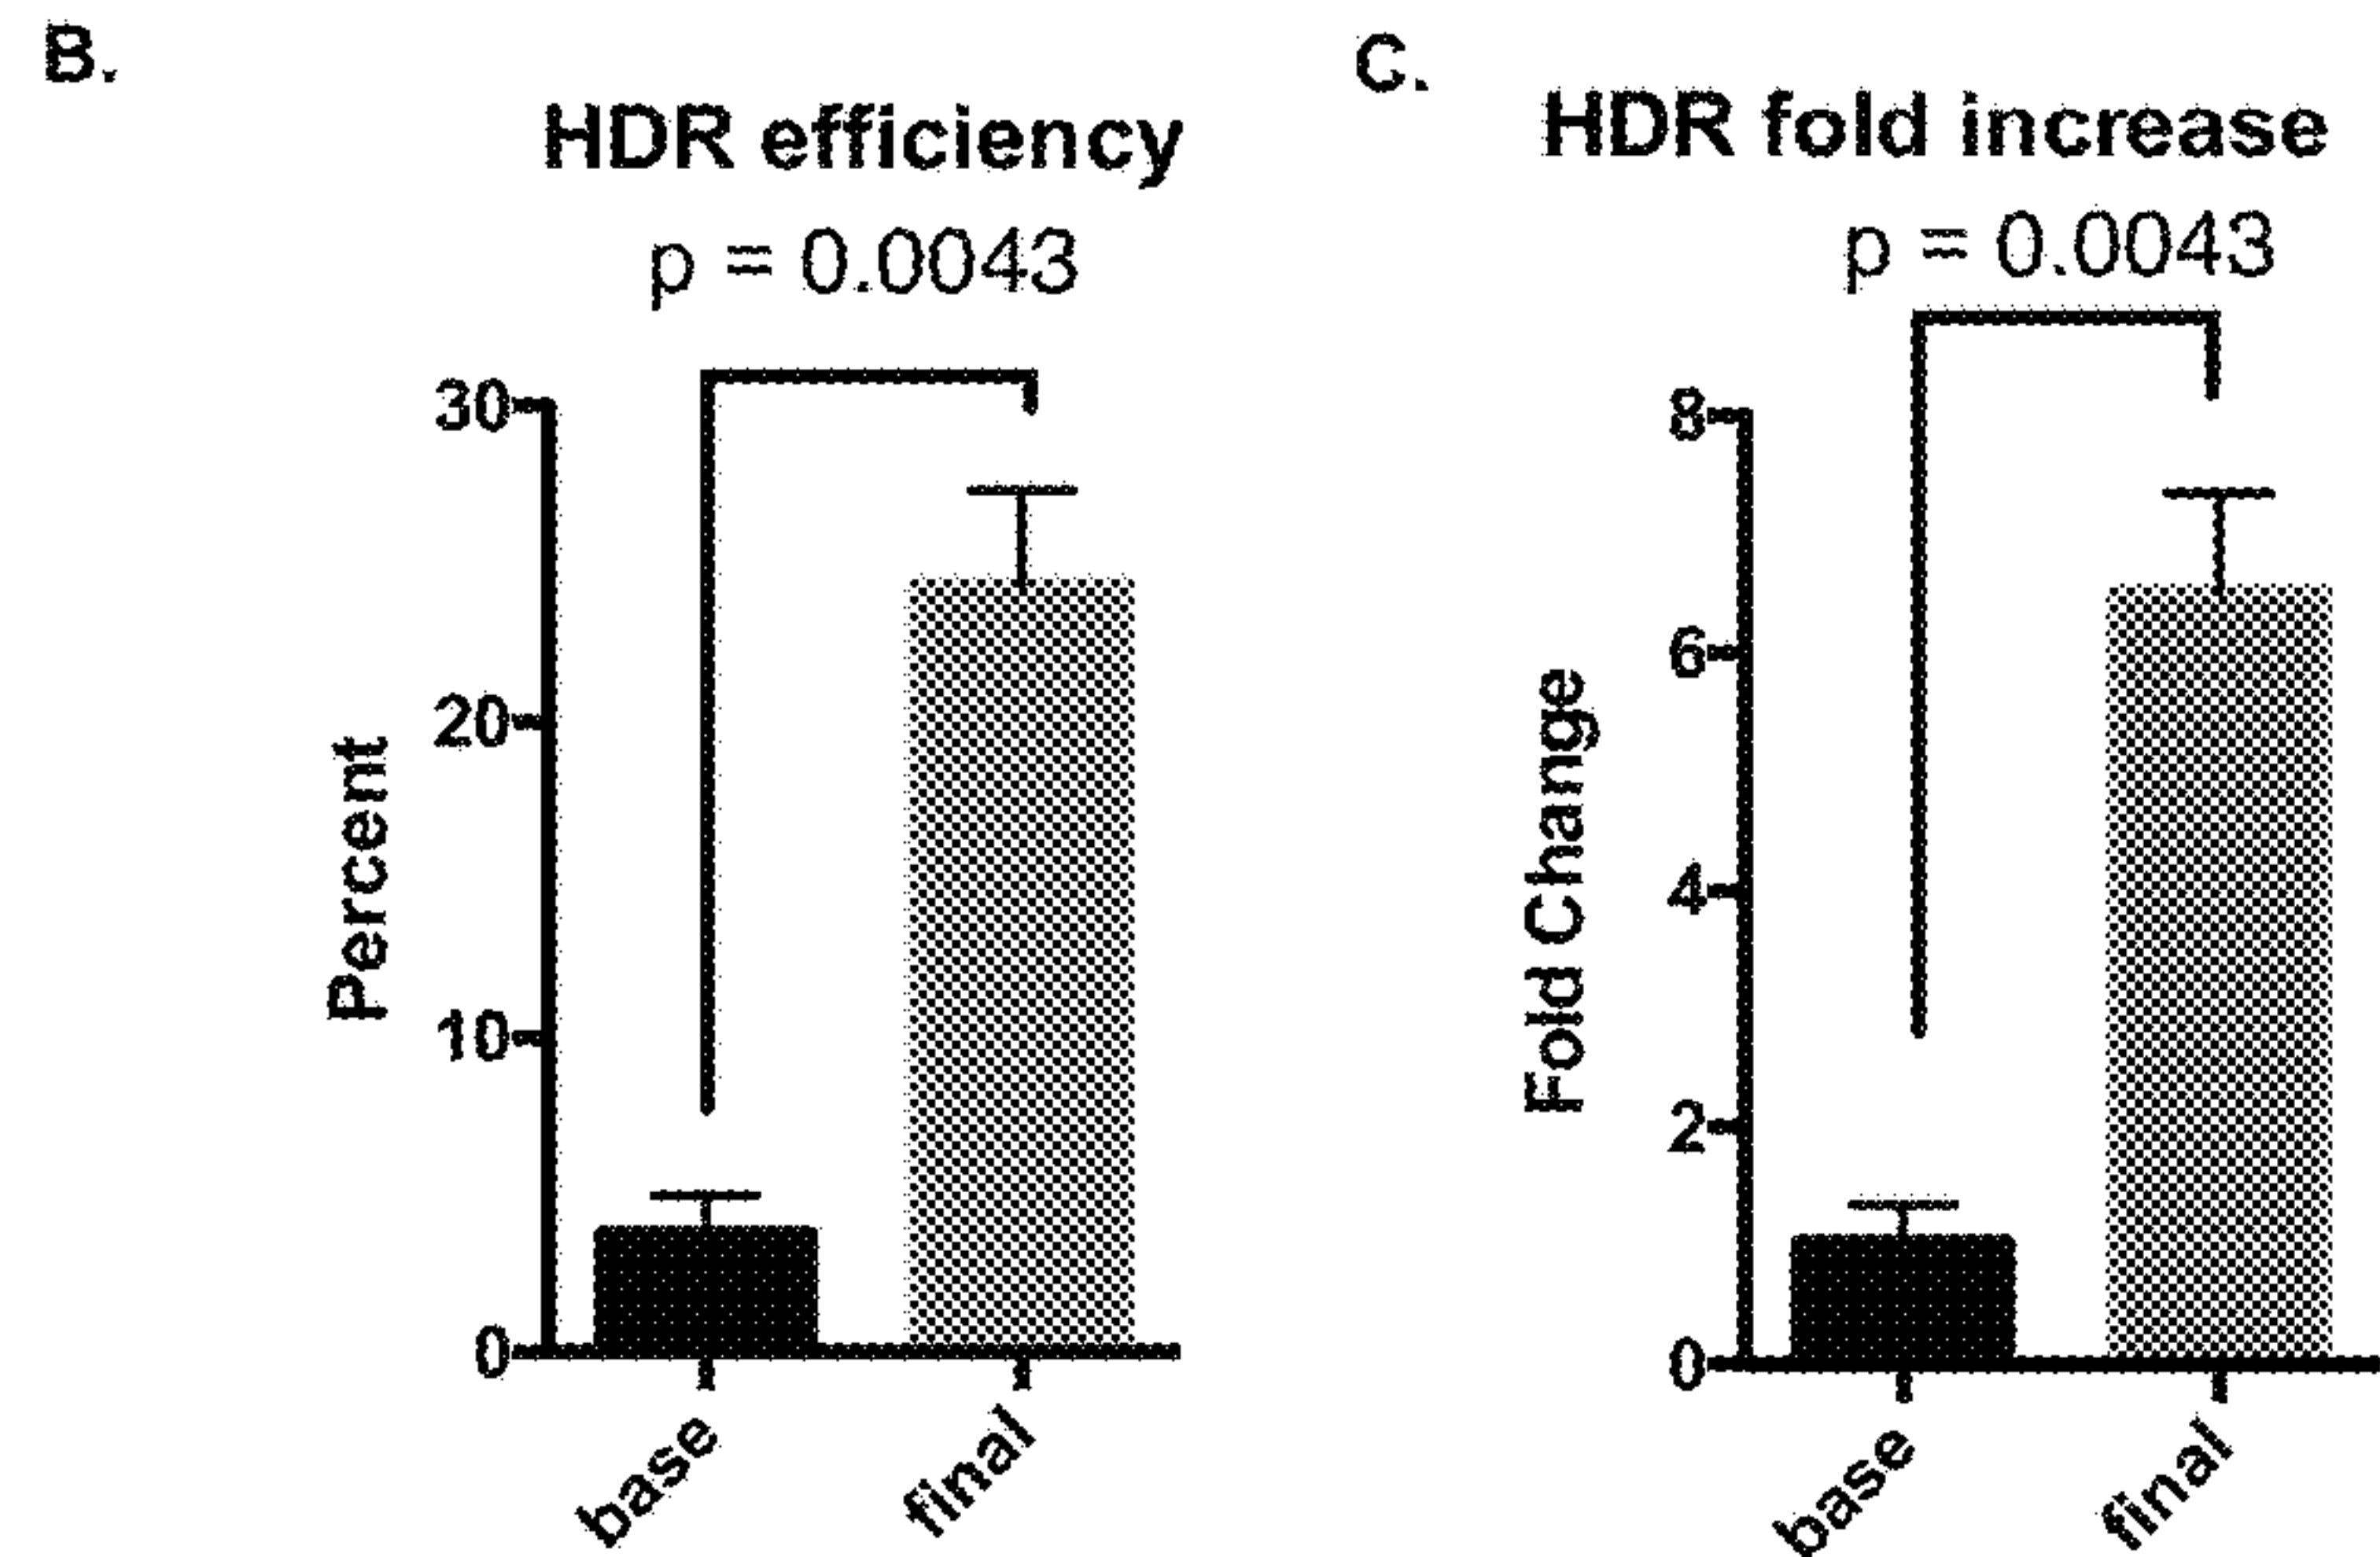 B.
HDR efficiency
p = 0.0043
30
20
10
0
Percent
base
final
C.
HDR fold increase
p = 0.0043
8
6
4
2
0
Fold Change
base
final